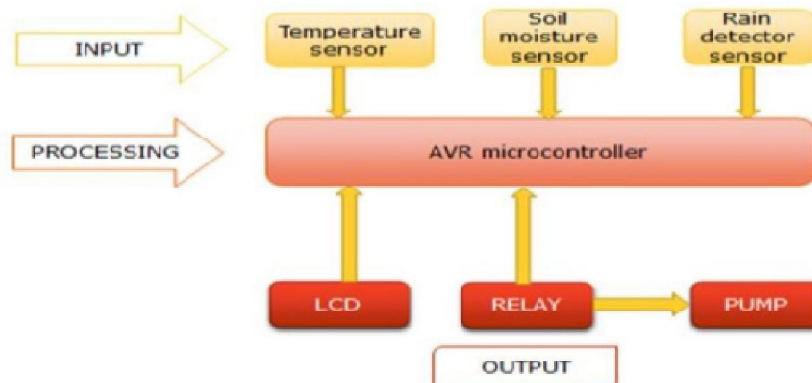 INPUT
Temperature
sensor
Soil
moisture
sensor
Rain
detector
sensor
PROCESSING
AVR microcontroller
LCD
RELAY
PUMP
OUTPUT